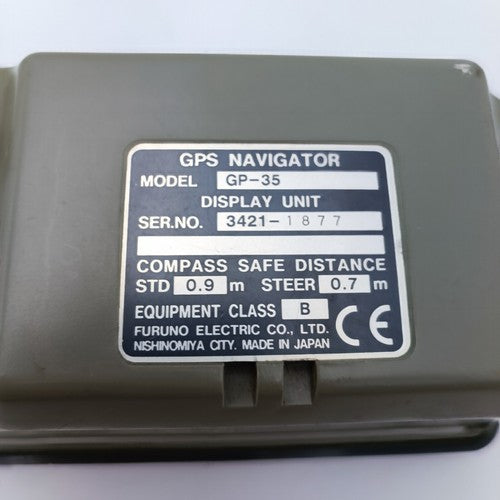 GPS NAVIGATOR
MODEL GP-35
DISPLAY UNIT
SER.NO. 3421-1877
COMPASS SAFE DISTANCE
STD 0.9 m STEER 0.7 m
EQUIPMENT CLASS B
FURUNO ELECTRIC CO., LTD.
NISHINOMIYA CITY. MADE IN JAPAN
CE